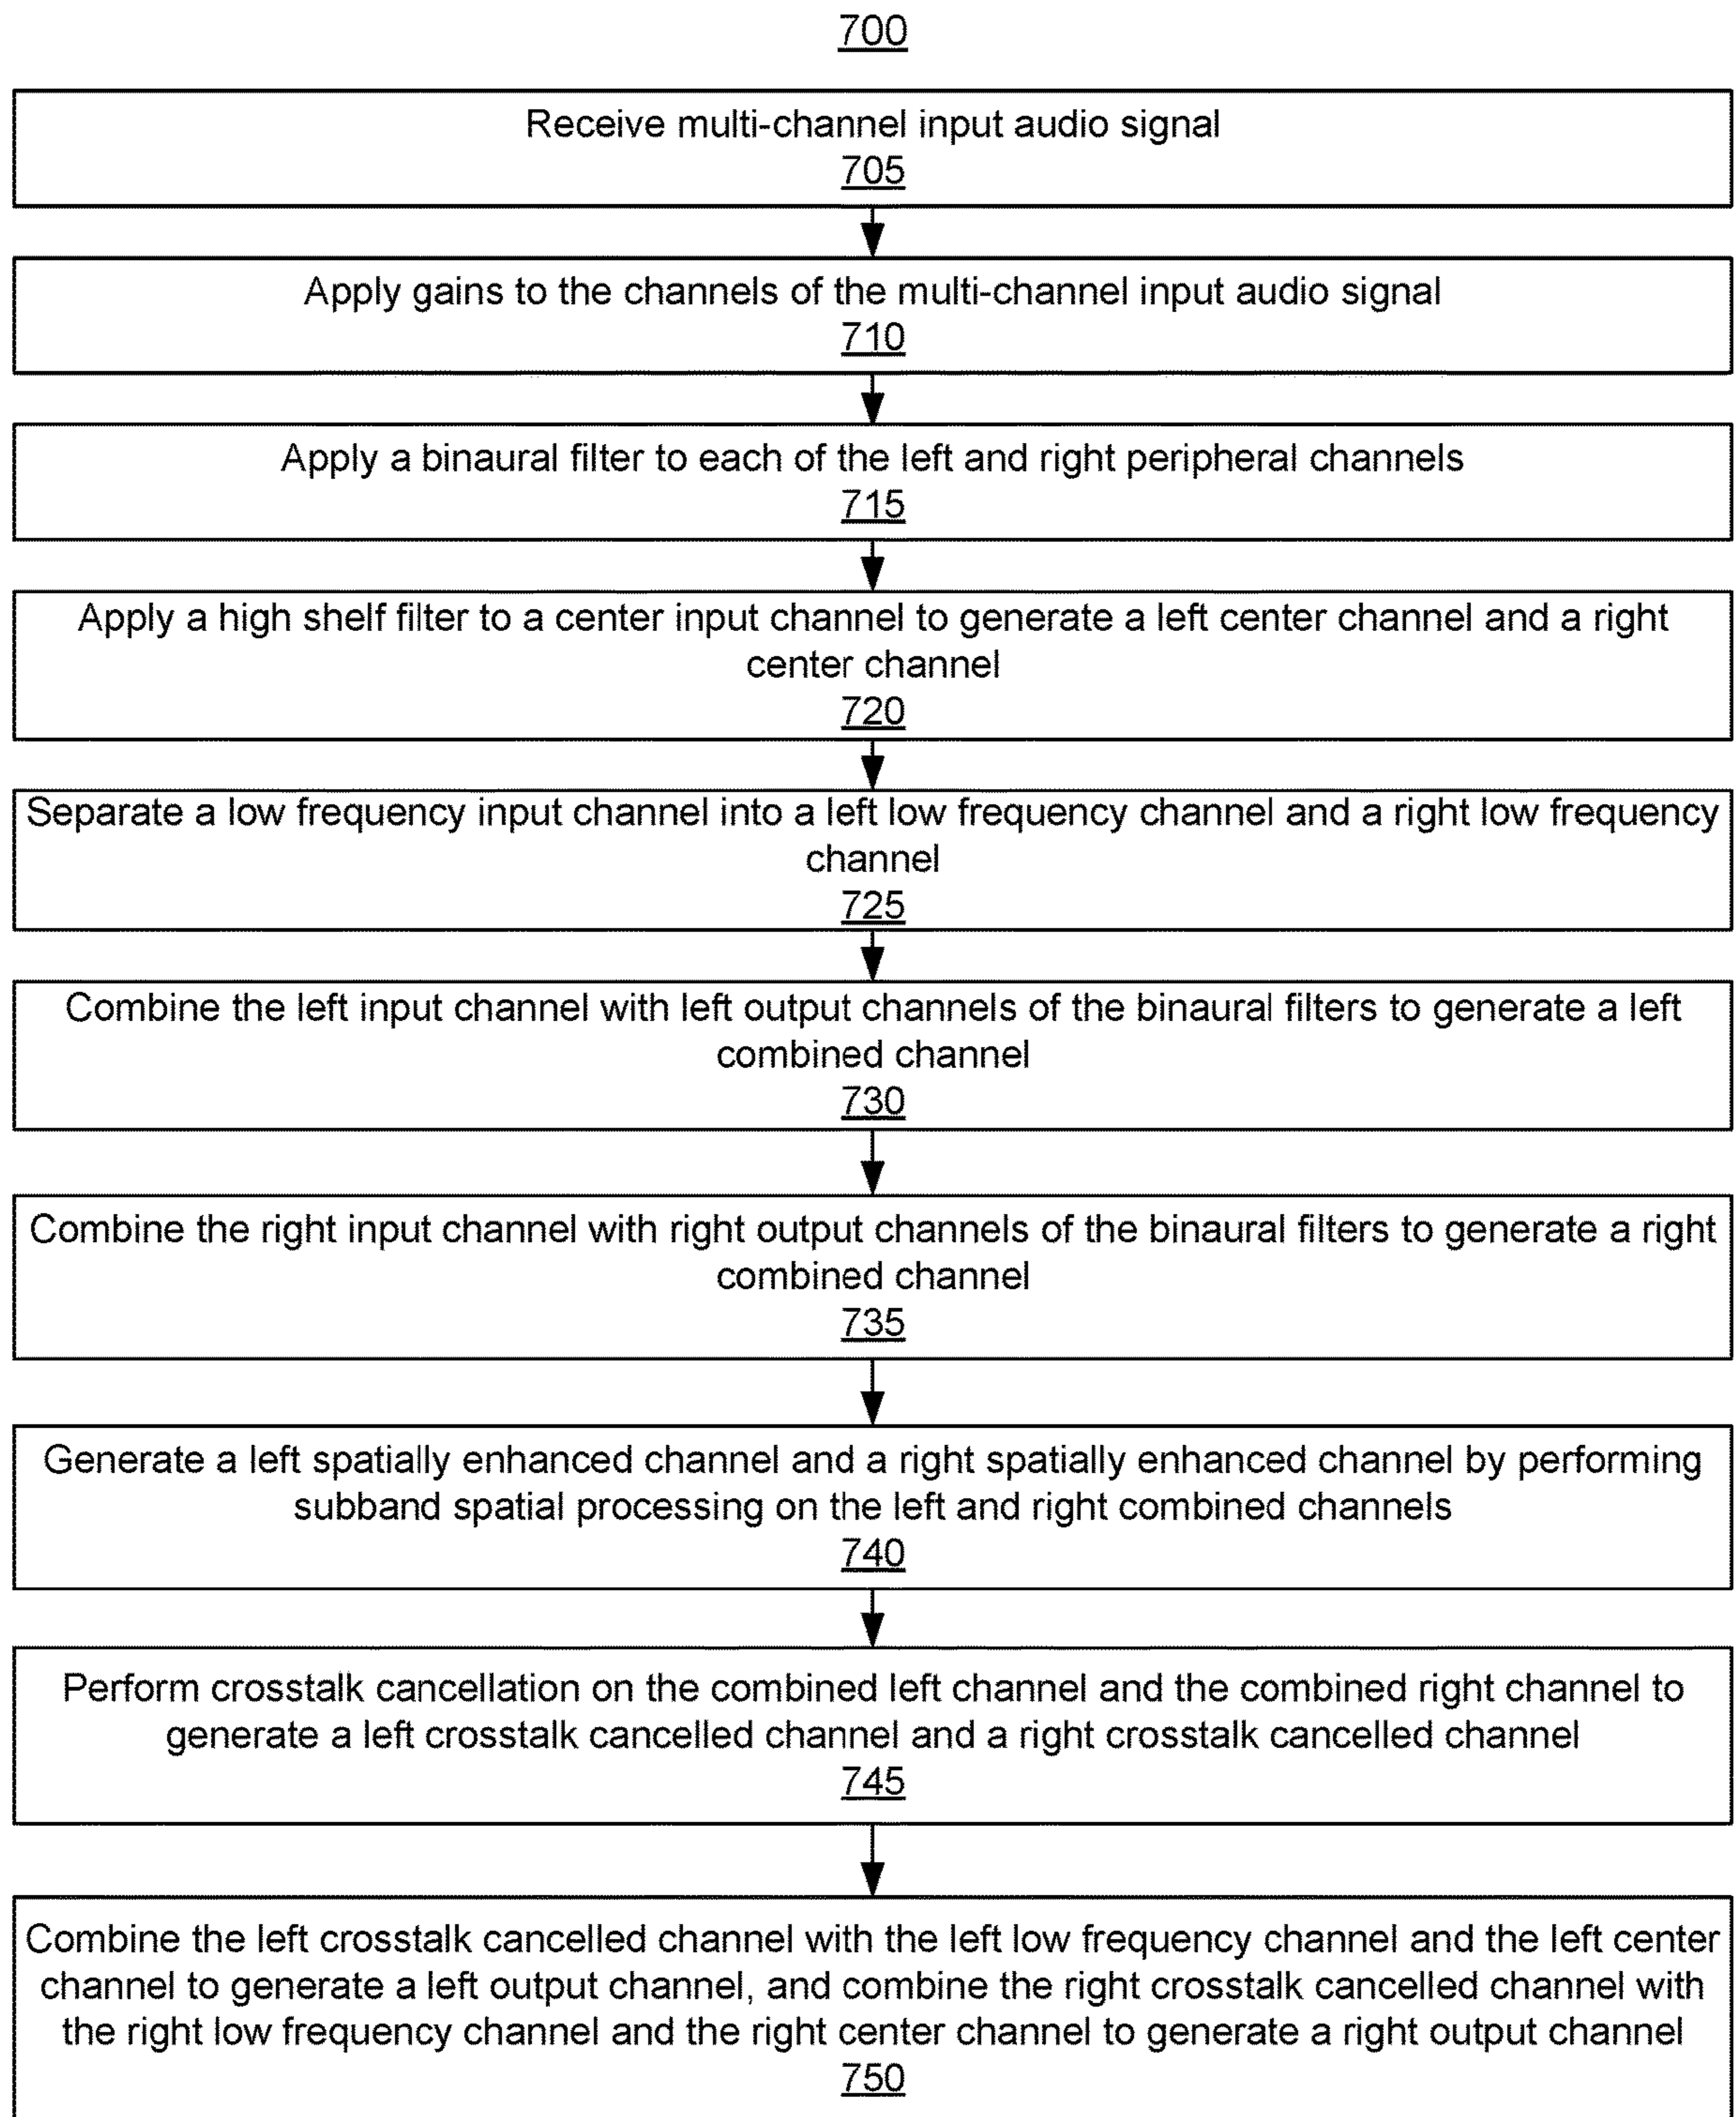 700
Receive multi-channel input audio signal
705
Apply gains to the channels of the multi-channel input audio signal
710
Apply a binaural filter to each of the left and right peripheral channels
715
Apply a high shelf filter to a center input channel to generate a left center channel and a right
center channel
720
Separate a low frequency input channel into a left low frequency channel and a right low frequency
channel
725
Combine the left input channel with left output channels of the binaural filters to generate a left
combined channel
730
Combine the right input channel with right output channels of the binaural filters to generate a right
combined channel
735
Generate a left spatially enhanced channel and a right spatially enhanced channel by performing
subband spatial processing on the left and right combined channels
740
Perform crosstalk cancellation on the combined left channel and the combined right channel to
generate a left crosstalk cancelled channel and a right crosstalk cancelled channel
745
Combine the left crosstalk cancelled channel with the left low frequency channel and the left center
channel to generate a left output channel, and combine the right crosstalk cancelled channel with
the right low frequency channel and the right center channel to generate a right output channel
750